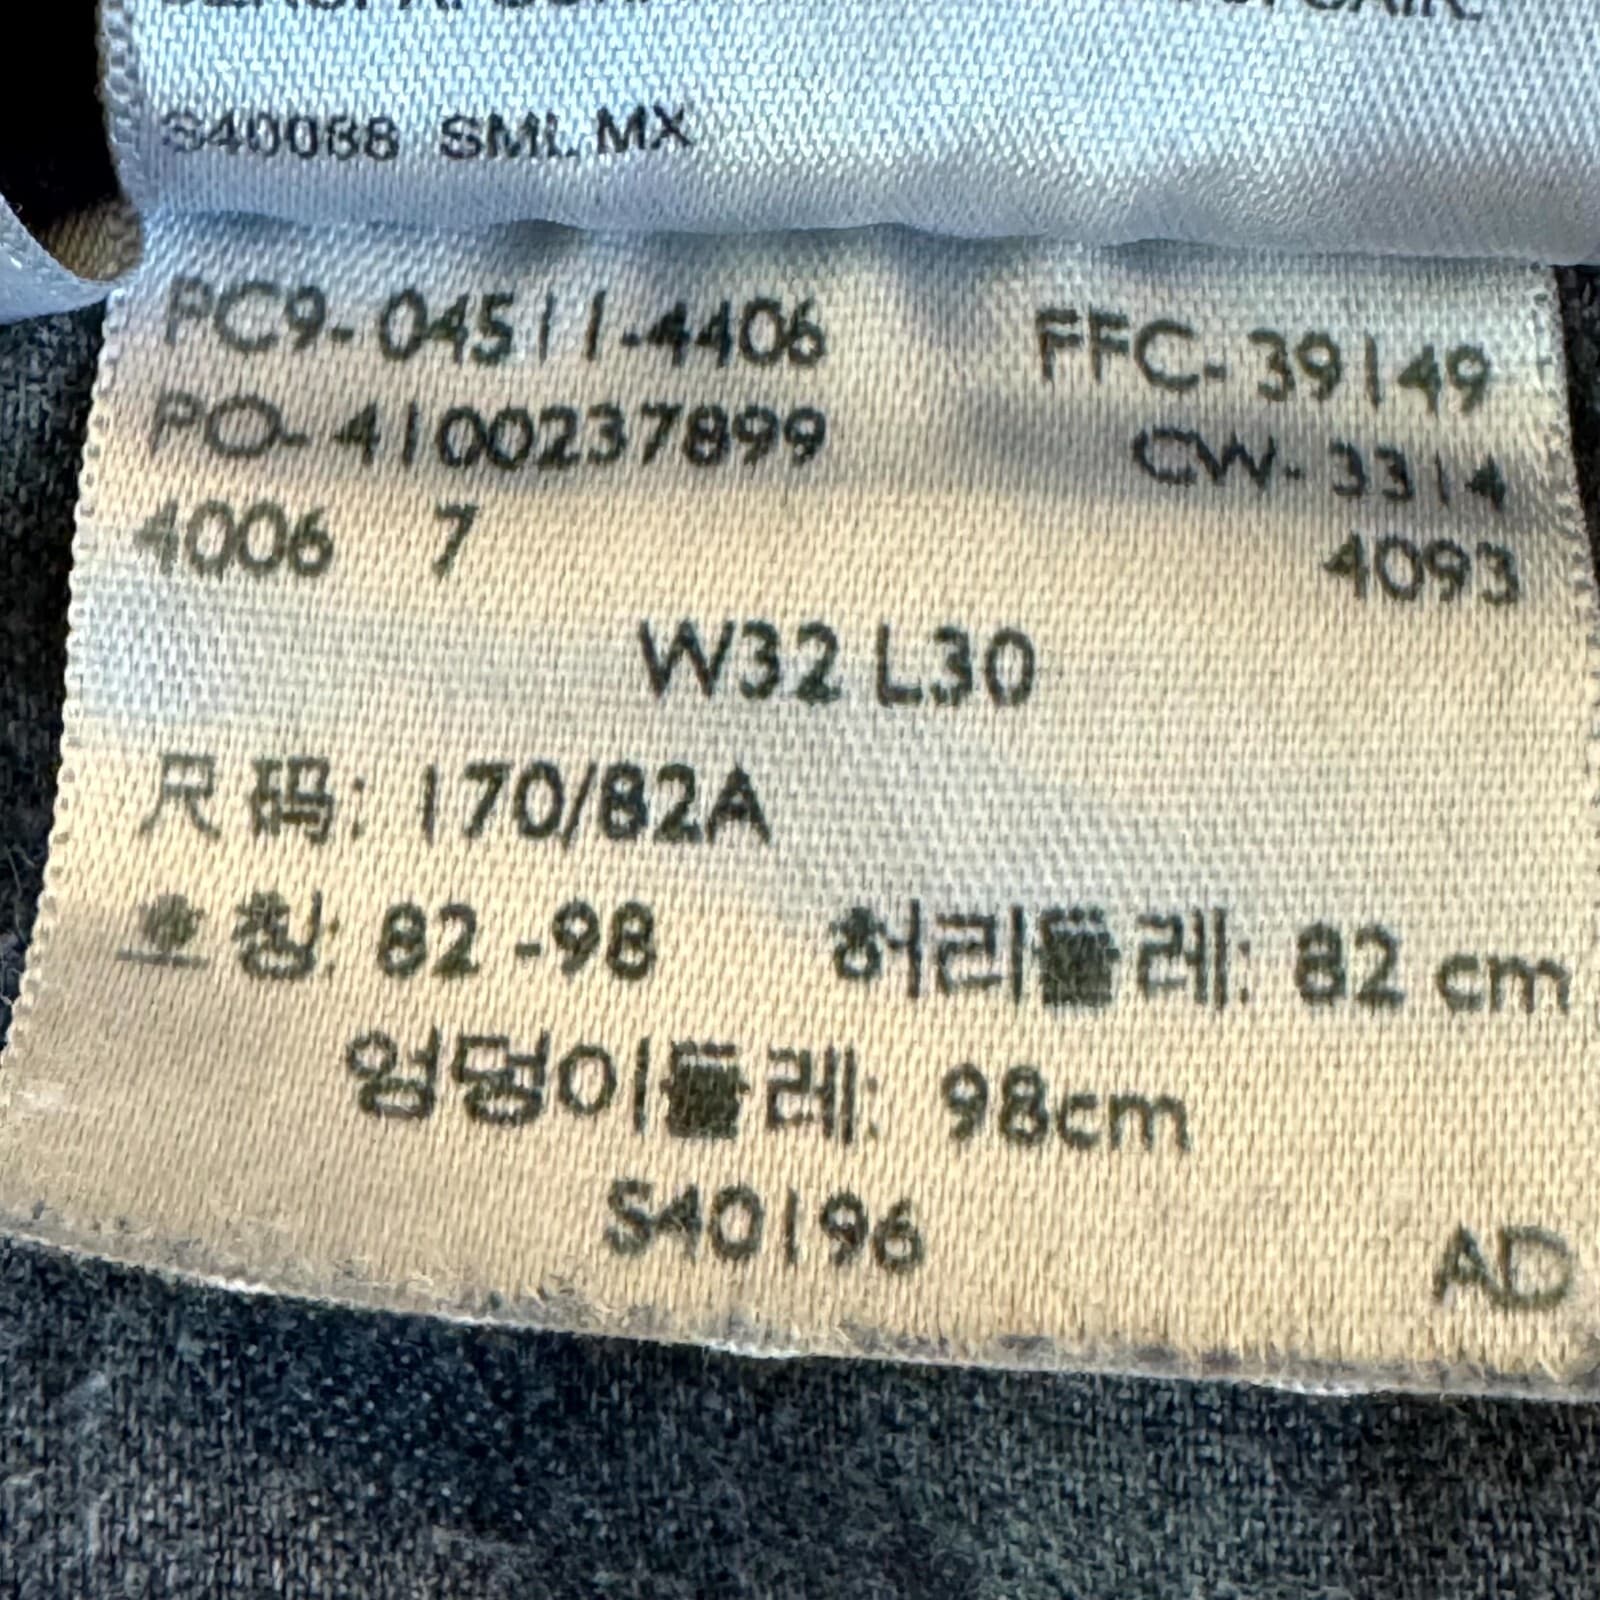 S40088 SML MX
PC9-04511-4406 FFC-39149
PO-4100237899 CW-3314
4006 7 4093
W32 L30
尺码: 170/82A
호칭: 82 -98 허리둘레: 82 cm
엉덩이둘레: 98cm
S40196 AD